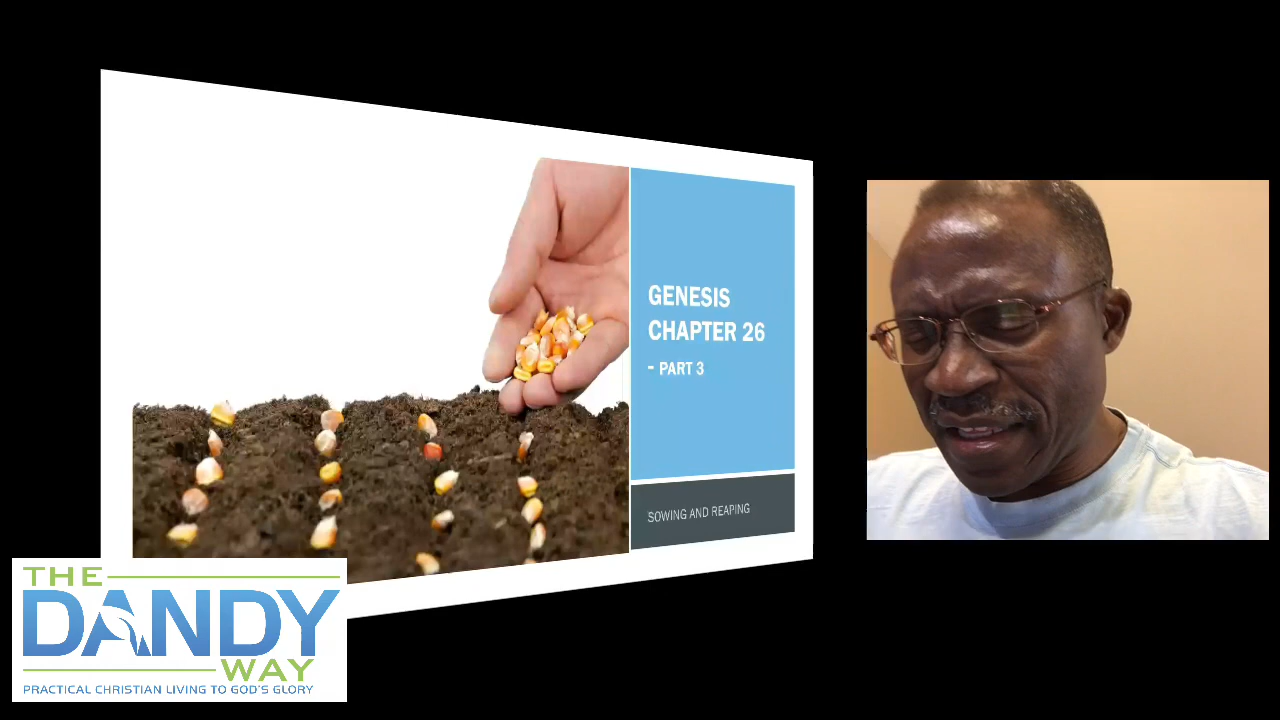 GENESIS
CHAPTER 26
- PART 3
SOWING AND REAPING
THE
DANDY
WAY
PRACTICAL CHRISTIAN LIVING TO GOD'S GLORY